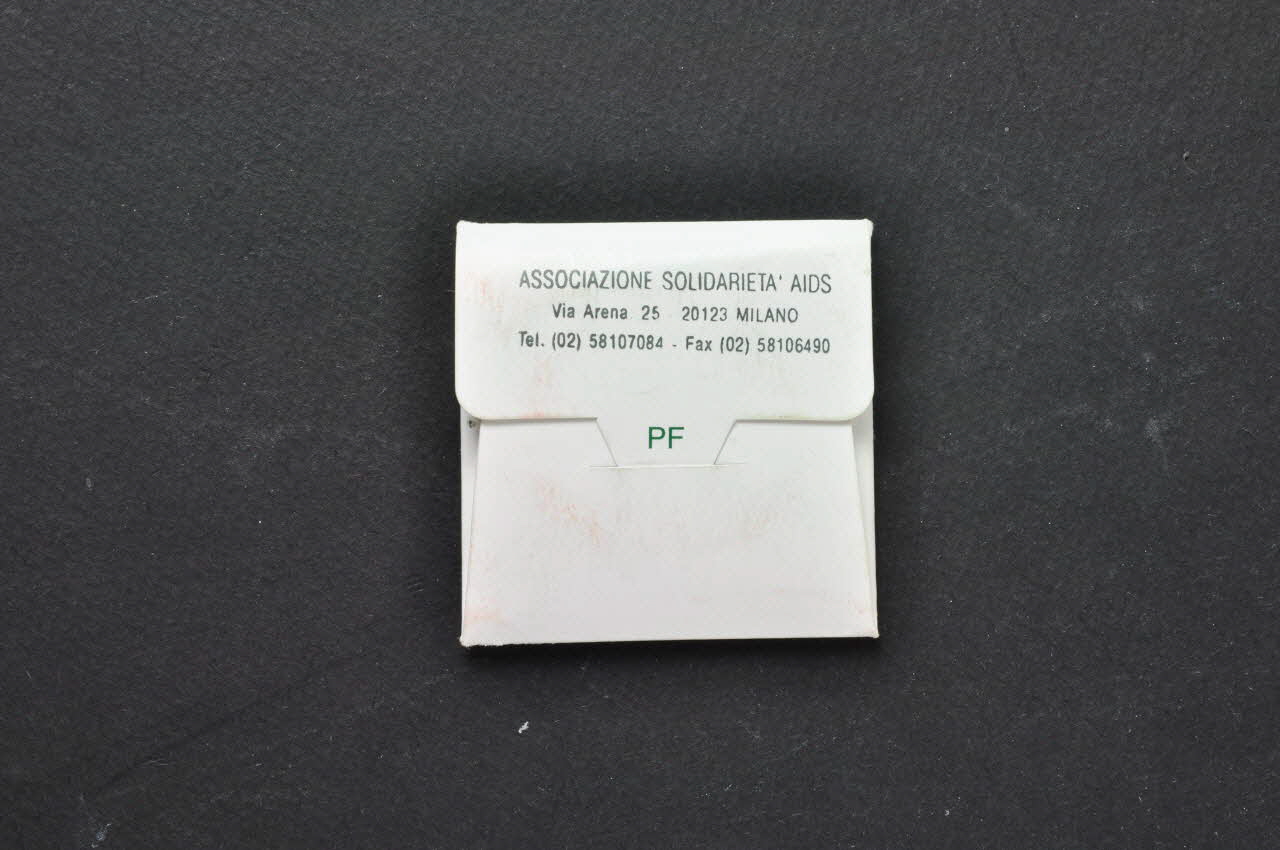 ASSOCIAZIONE SOLIDARIETA' AIDS
Via Arena 25 20123 MILANO
Tel. (02) 58107084 - Fax (02) 58106490
PF